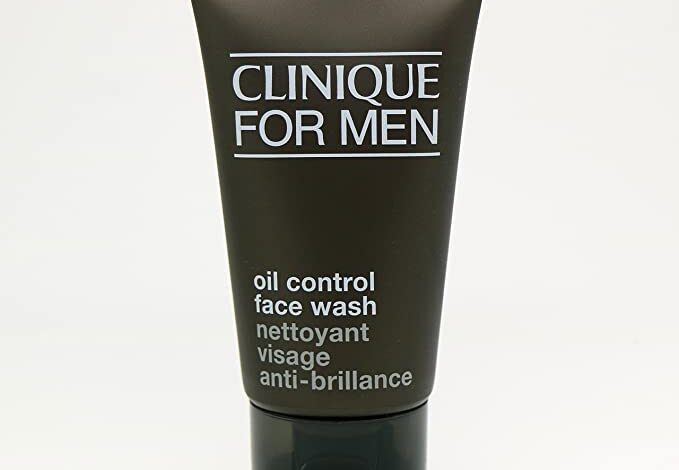 CLINIQUE
FOR MEN
oil control
face wash
nettoyant
visage
anti-brillance